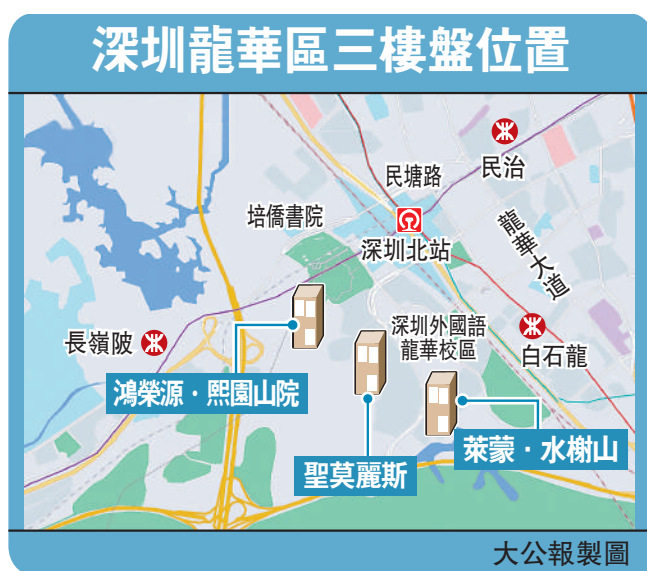 深圳龍華區三樓盤位置
民治
民塘路
培僑書院
龍華大道
深圳北站
深圳外國語
龍華校區
長嶺陂
白石龍
鴻榮源·熙園山院
萊蒙·水榭山
聖莫麗斯
大公報製圖